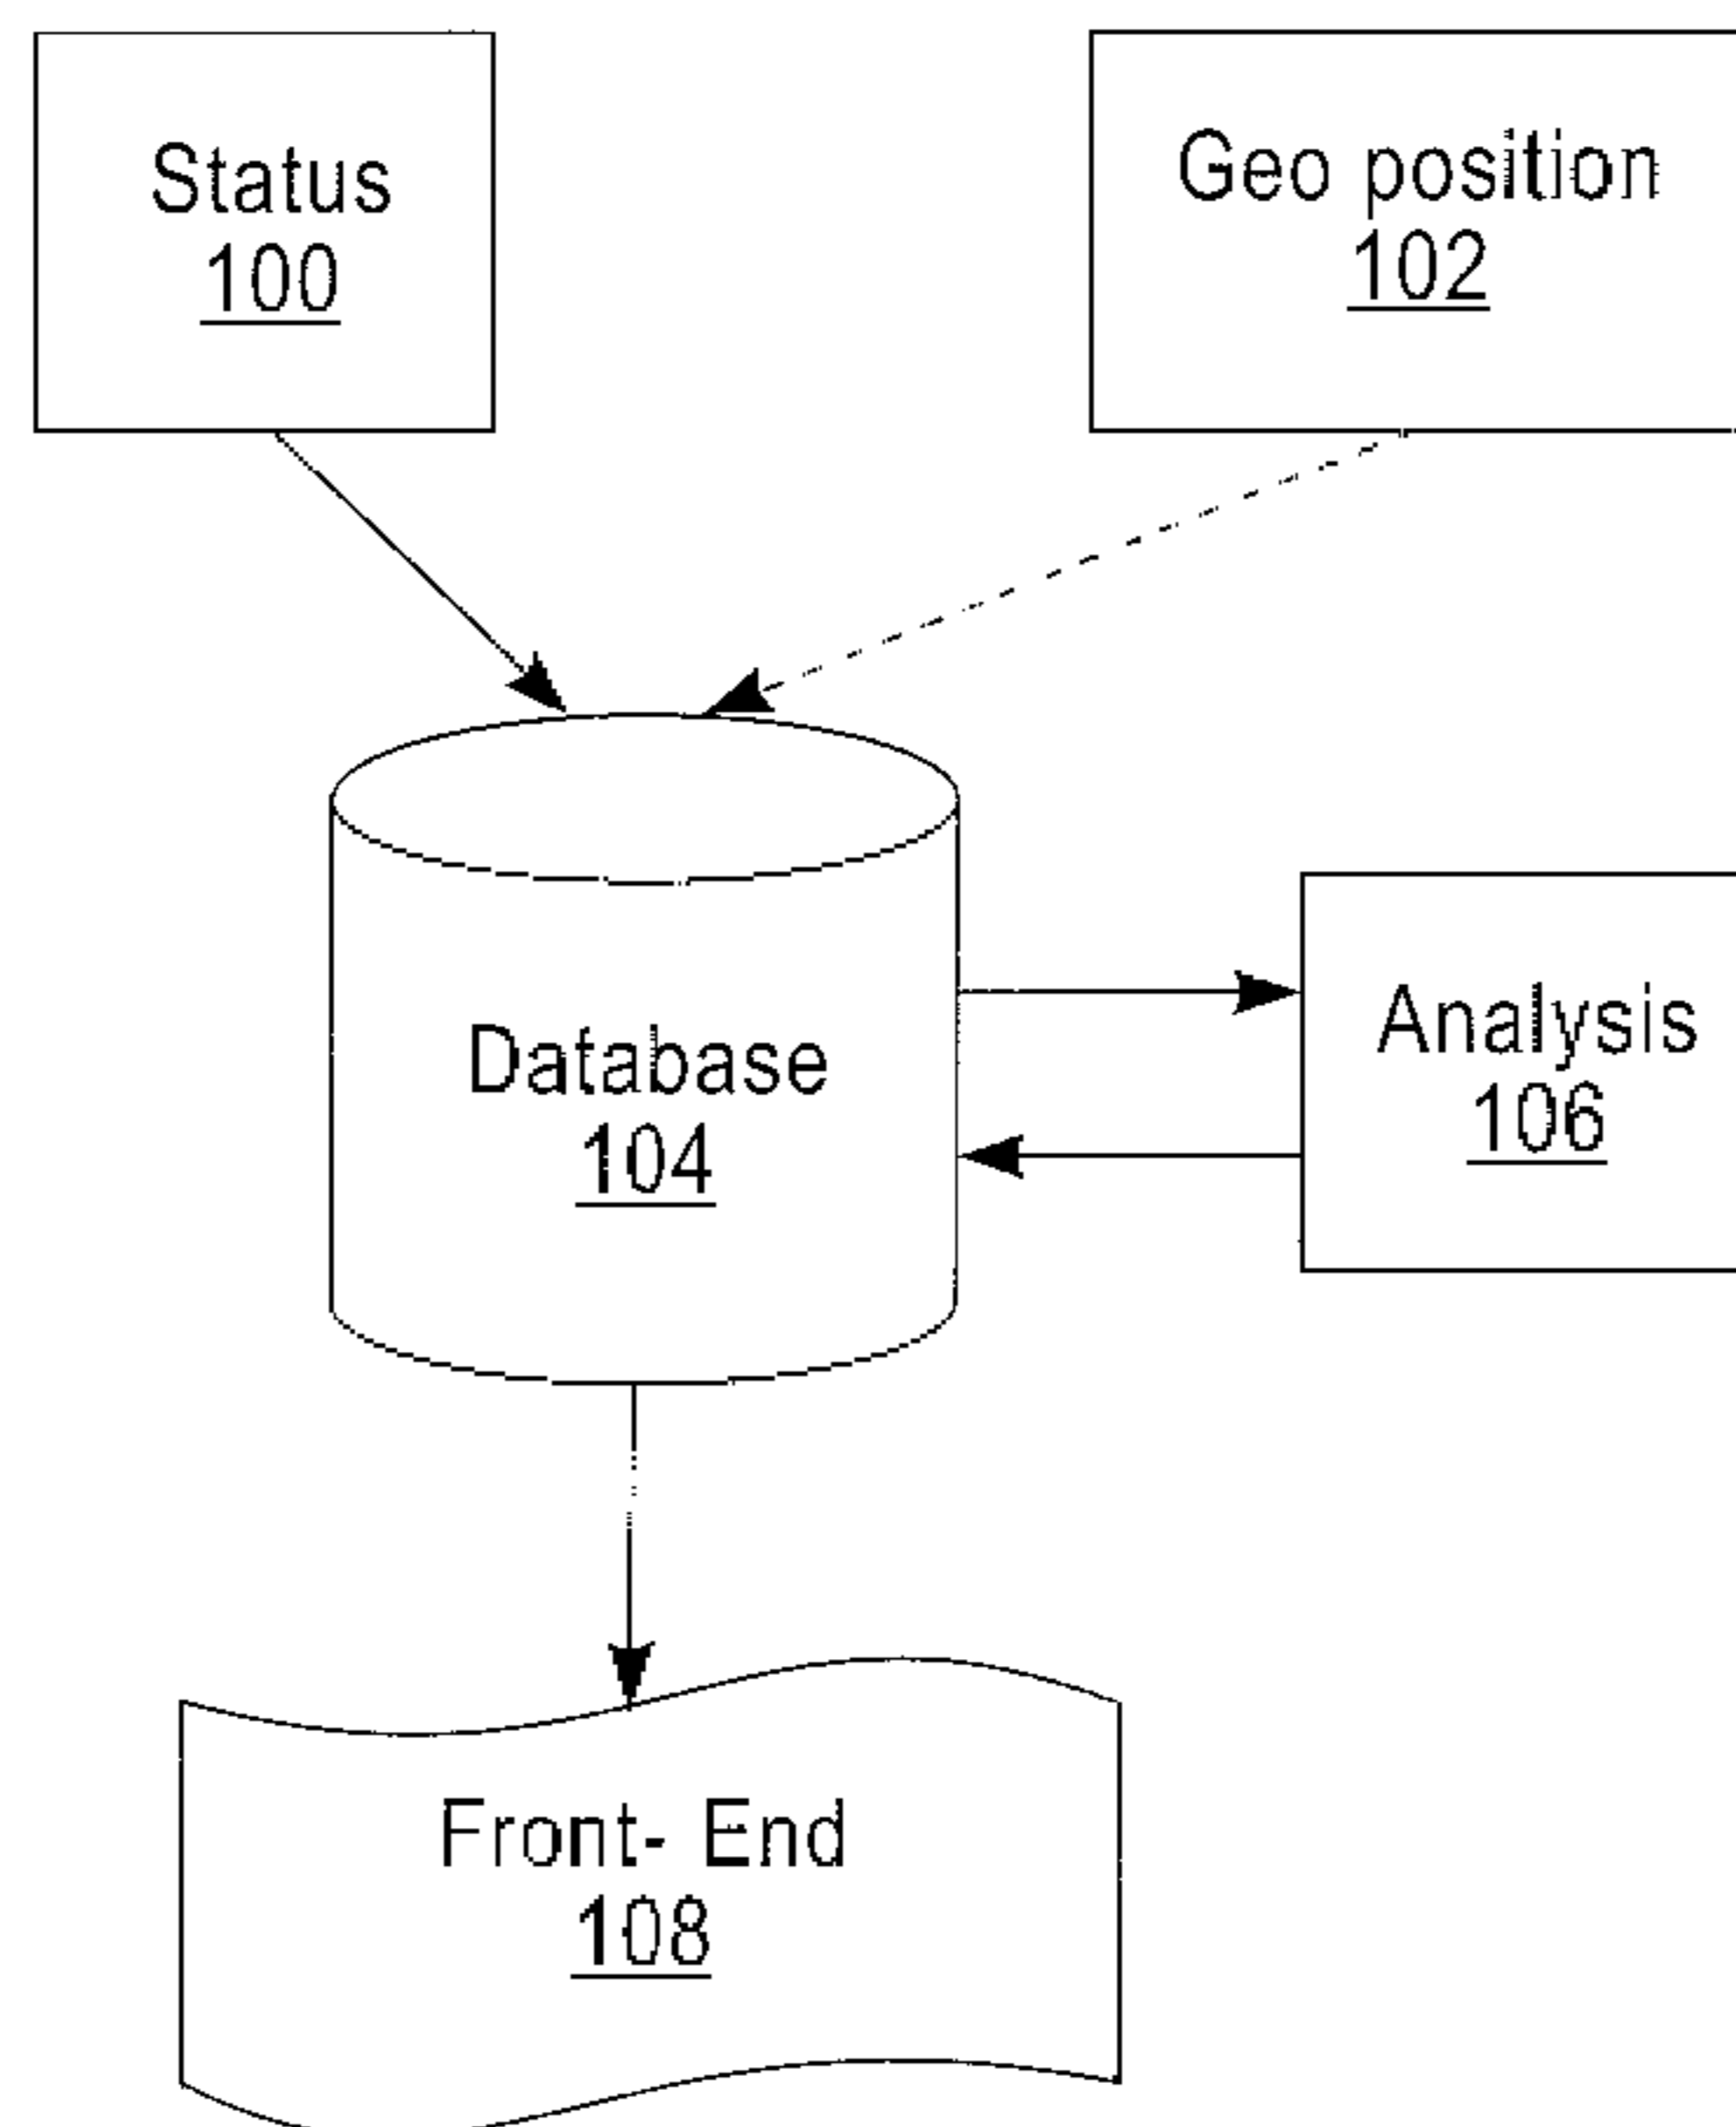 Status
100
Geo position
102
Database
104
Analysis
106
Front- End
108